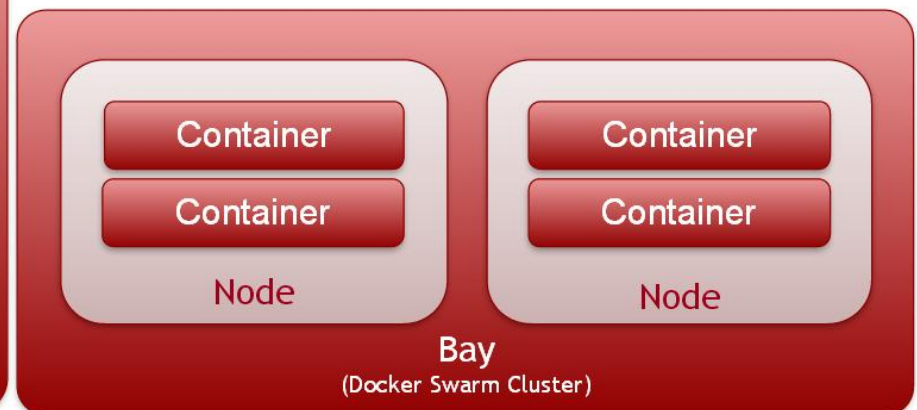 Container
Container
Node
Container
Container
Node
Bay
(Docker Swarm Cluster)